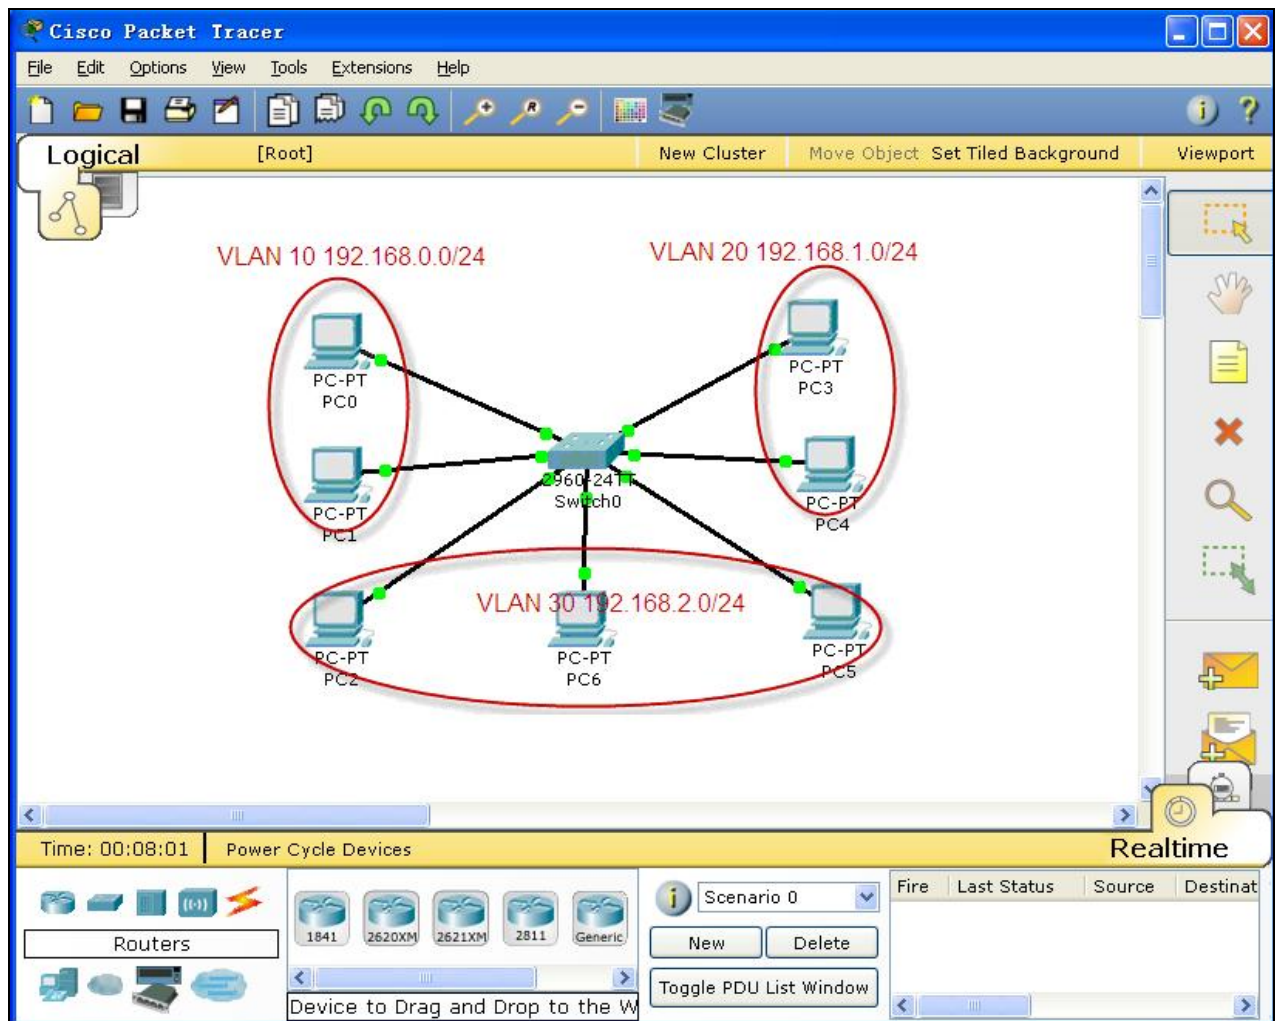 Cisco Packet Tracer
File Edit Options View Tools Extensions Help
R
i ?
Logical [Root] New Cluster Move Object Set Tiled Background Viewport
VLAN 10 192.168.0.0/24
VLAN 20 192.168.1.0/24
PC-PT
PC0
PC-PT
PC3
2960-24TT
Switch0
PC-PT
PC1
PC-PT
PC4
VLAN 30 192.168.2.0/24
PC-PT
PC2
PC-PT
PC6
PC-PT
PC5
Time: 00:08:01 Power Cycle Devices Realtime
Routers
1841 2620XM 2621XM 2811 Generic
Device to Drag and Drop to the W
i Scenario 0
New Delete
Toggle PDU List Window
Fire Last Status Source Destinat